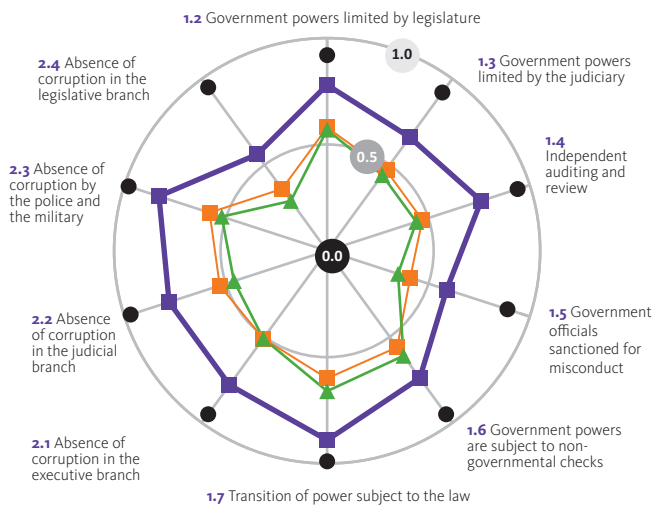 1.2 Government powers limited by legislature
1.0
1.3 Government powers
limited by the judiciary
2.4 Absence of
corruption in the
legislative branch
1.4
Independent
auditing and
review
0.5
2.3 Absence of
corruption by
the police and
the military
0.0
1.5 Government
officials
sanctioned for
misconduct
2.2 Absence
of corruption
in the judicial
branch
1.6 Government powers
are subject to non-
governmental checks
2.1 Absence of
corruption in the
executive branch
1.7 Transition of power subject to the law